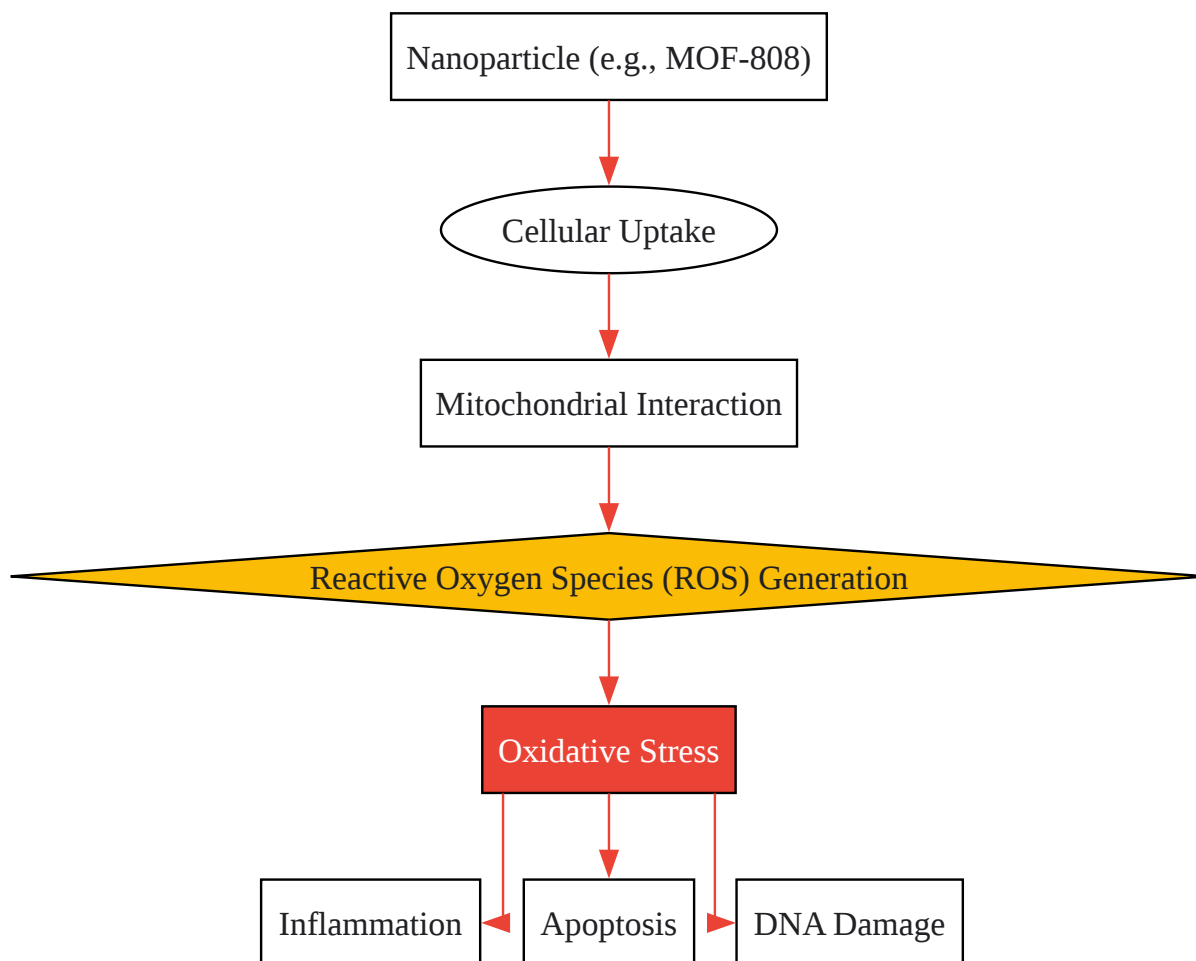 Nanoparticle (e.g., MOF-808)
Cellular Uptake
Mitochondrial Interaction
Reactive Oxygen Species (ROS) Generation
Oxidative Stress
Inflammation
Apoptosis
DNA Damage